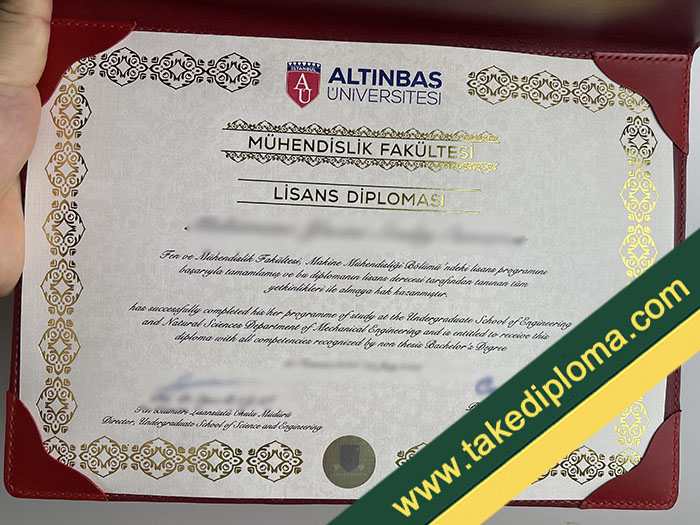 İSTANBUL
AU
ALTINBAŞ
ÜNİVERSİTESİ
MÜHENDİSLİK FAKÜLTESİ
LİSANS DİPLOMASI
Fen ve Mühendislik Fakültesi, Makine Mühendisliği Bölümü'ndeki lisans programını
başarıyla tamamlamış ve bu diplomanın lisans derecesi tarafından tanınan tüm
yetkinlikleri ile almaya hak kazanmıştır.
has successfully completed his/her programme of study at the Undergraduate School of Engineering
and Natural Sciences Department of Mechanical Engineering and is entitled to receive this
diploma with all competencies recognized by non thesis Bachelor's Degree
Fen Bilimleri Okulu Müdürü
Director, Undergraduate School of Science and Engineering
www.takediploma.com